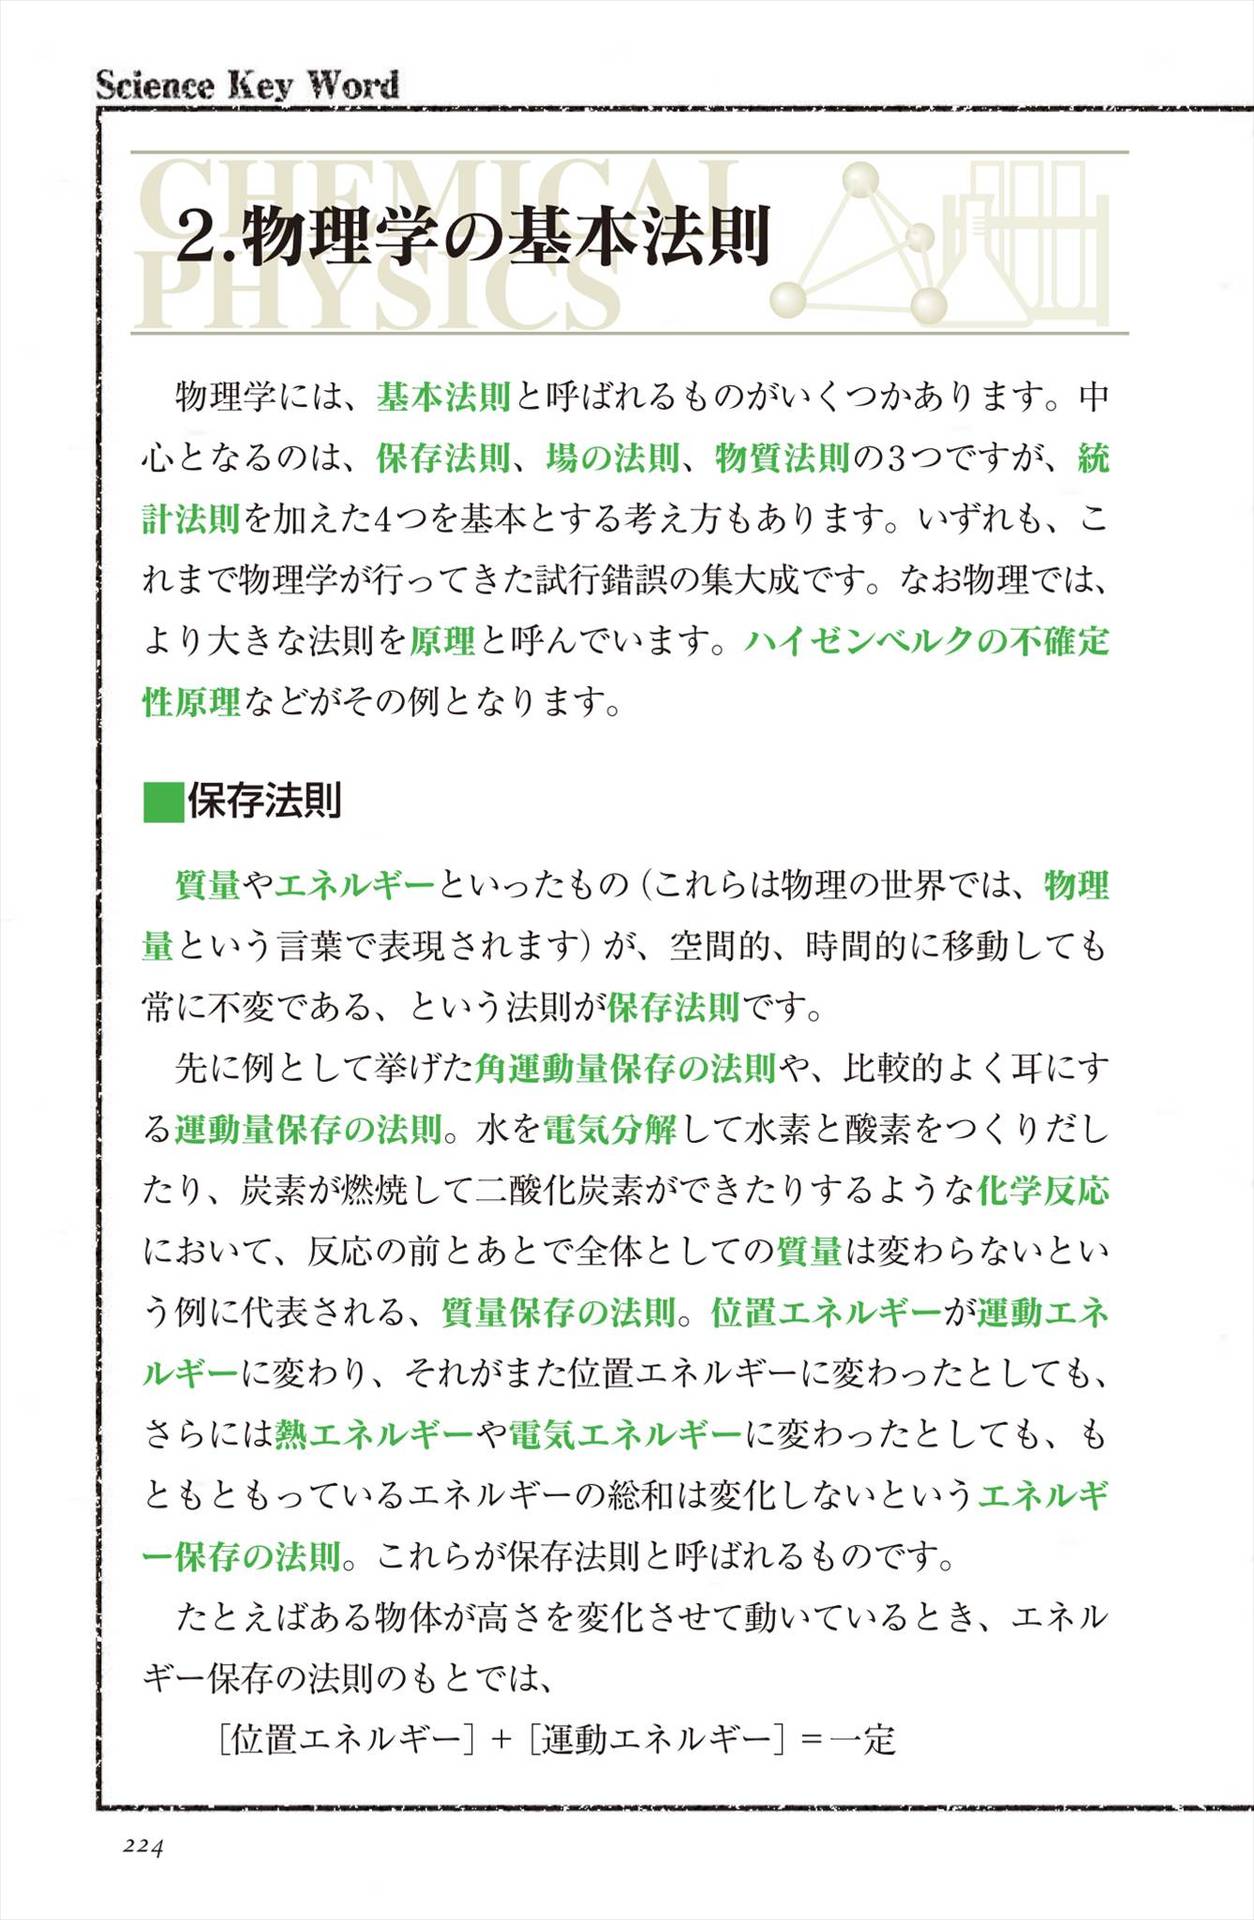 Science Key Word
CHEMICAL
PHYSICS
2.物理学の基本法則
物理学には、基本法則と呼ばれるものがいくつかあります。中
心となるのは、保存法則、場の法則、物質法則の3つですが、統
計法則を加えた4つを基本とする考え方もあります。いずれも、こ
れまで物理学が行ってきた試行錯誤の集大成です。なお物理では、
より大きな法則を原理と呼んでいます。ハイゼンベルクの不確定
性原理などがその例となります。
■保存法則
質量やエネルギーといったもの（これらは物理の世界では、物理
量という言葉で表現されます）が、空間的、時間的に移動しても
常に不変である、という法則が保存法則です。
先に例として挙げた角運動量保存の法則や、比較的よく耳にす
る運動量保存の法則。水を電気分解して水素と酸素をつくりだし
たり、炭素が燃焼して二酸化炭素ができたりするような化学反応
において、反応の前とあとで全体としての質量は変わらないとい
う例に代表される、質量保存の法則。位置エネルギーが運動エネ
ルギーに変わり、それがまた位置エネルギーに変わったとしても、
さらには熱エネルギーや電気エネルギーに変わったとしても、も
ともともっているエネルギーの総和は変化しないというエネルギ
ー保存の法則。これらが保存法則と呼ばれるものです。
たとえばある物体が高さを変化させて動いているとき、エネル
ギー保存の法則のもとでは、
［位置エネルギー］＋［運動エネルギー］＝一定
224